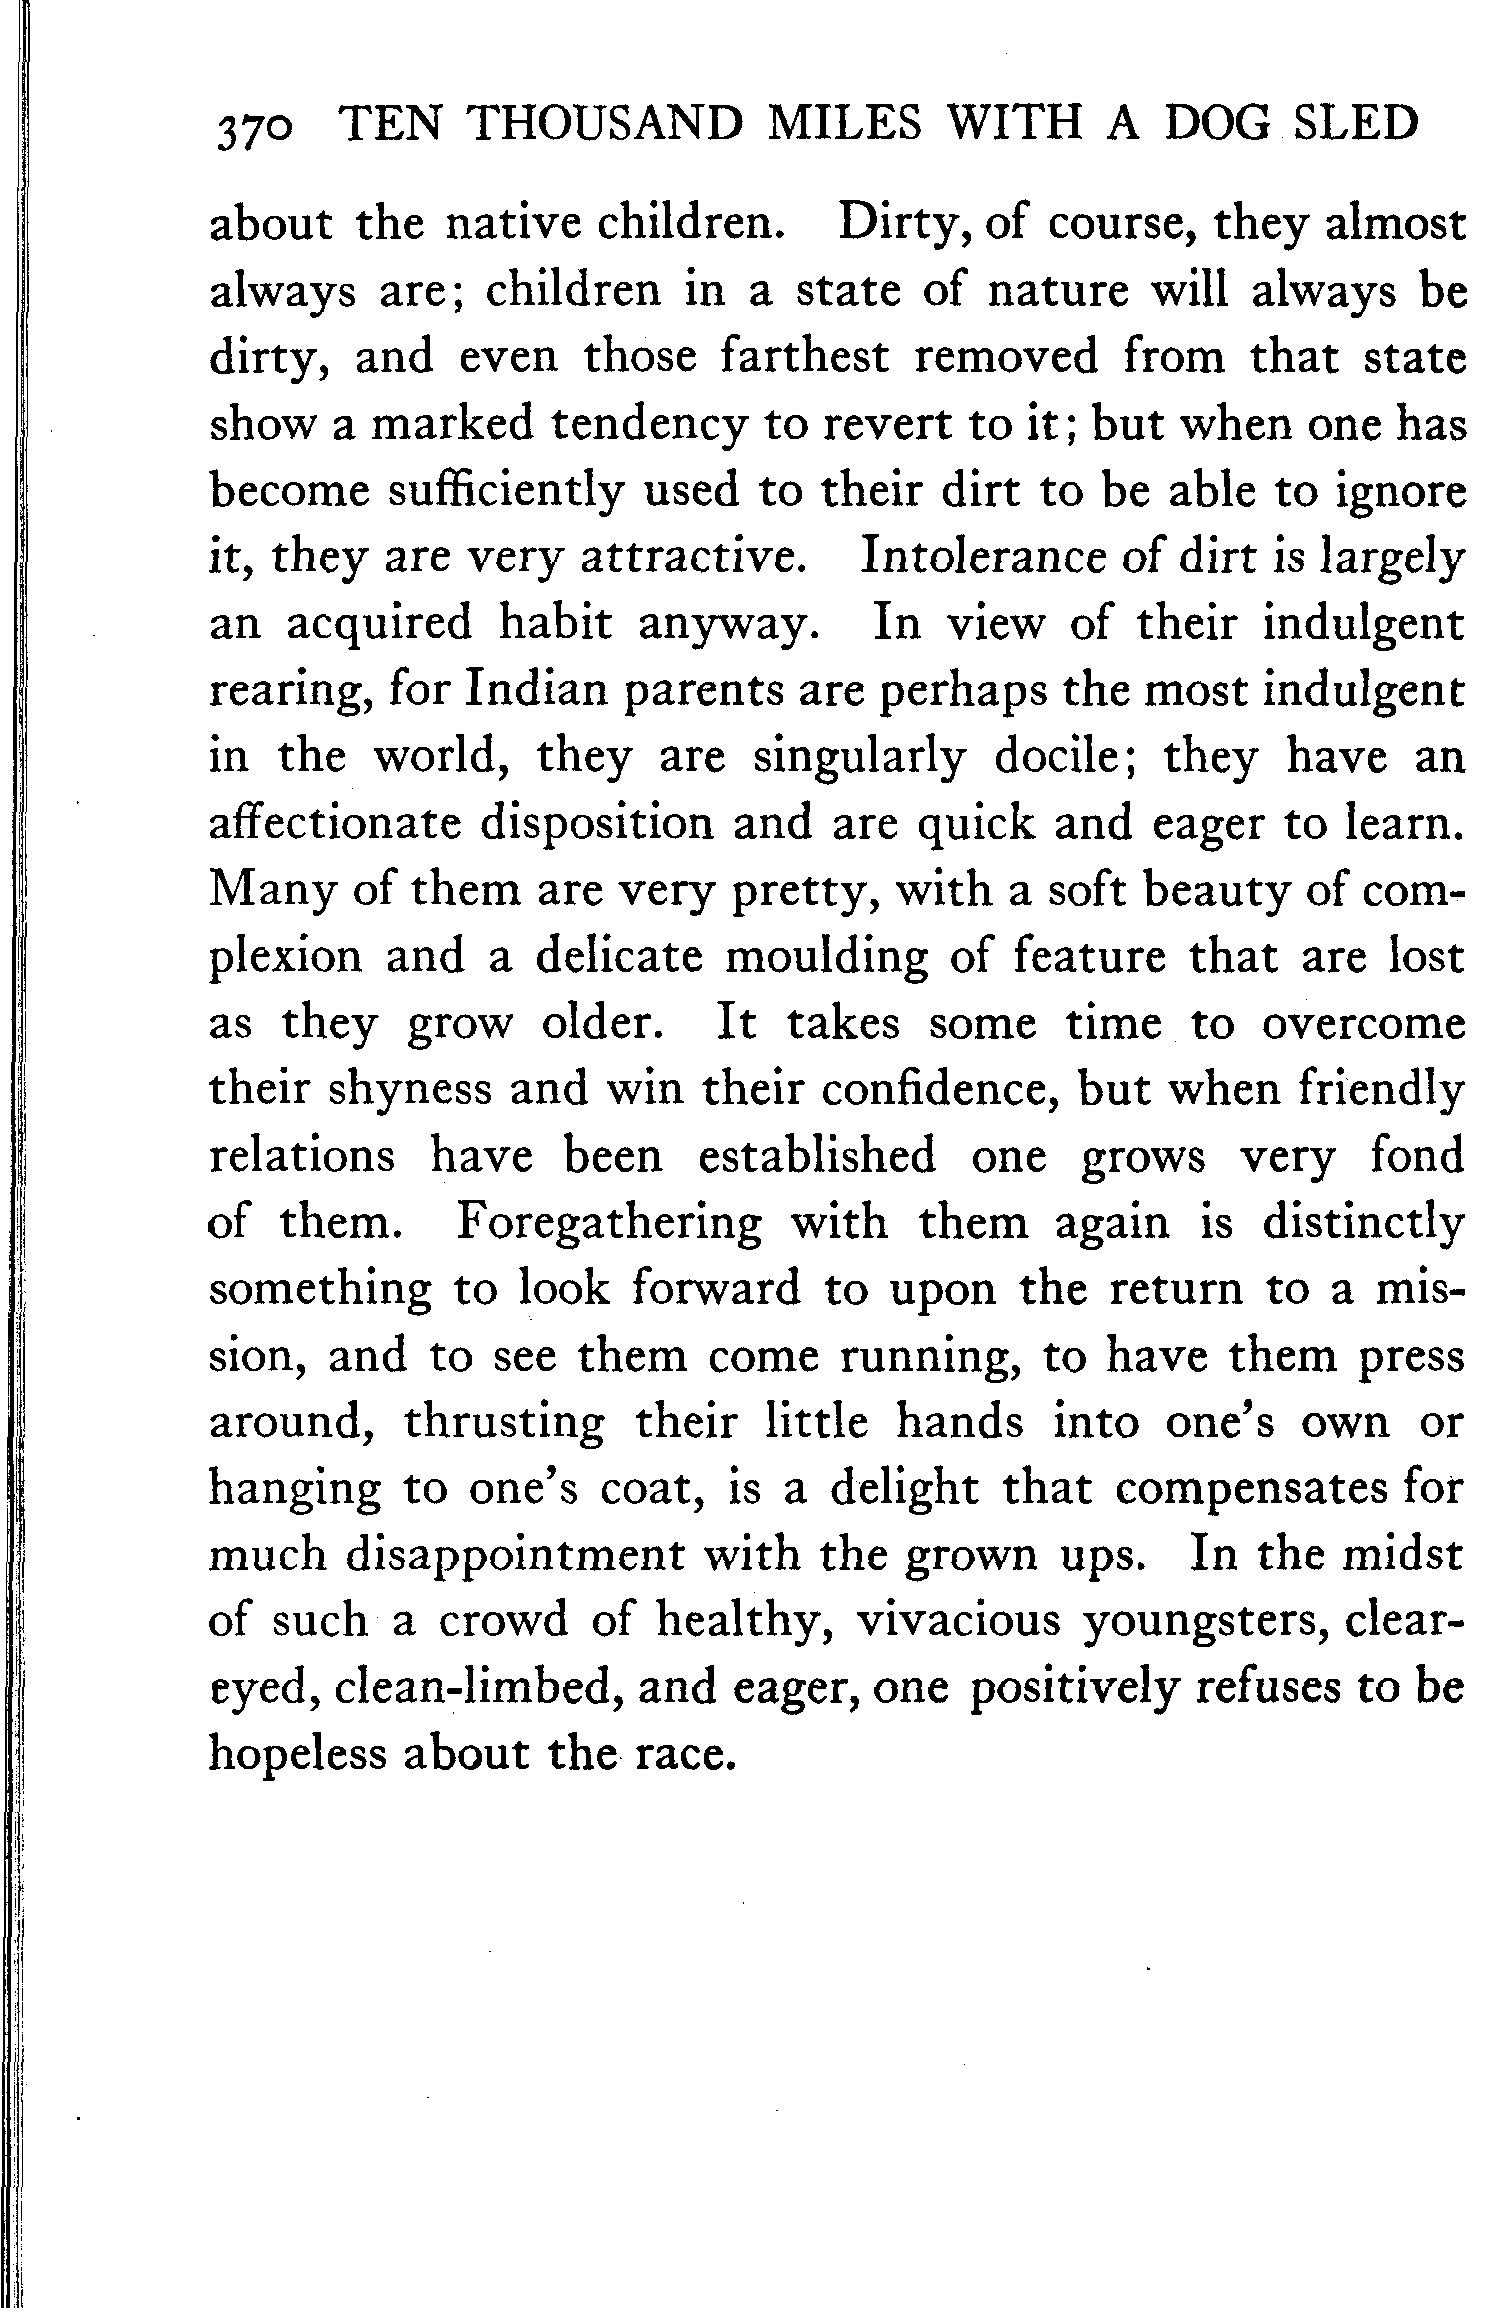 370 TEN THOUSAND MILES WITH A DOG SLED
about the native children. Dirty, of course, they almost
always are; children in a state of nature will always be
dirty, and even those farthest removed from that state
show a marked tendency to revert to it; but when one has
become sufficiently used to their dirt to be able to ignore
it, they are very attractive. Intolerance of dirt is largely
an acquired habit anyway. In view of their indulgent
rearing, for Indian parents are perhaps the most indulgent
in the world, they are singularly docile; they have an
affectionate disposition and are quick and eager to learn.
Many of them are very pretty, with a soft beauty of com-
plexion and a delicate moulding of feature that are lost
as they grow older. It takes some time to overcome
their shyness and win their confidence, but when friendly
relations have been established one grows very fond
of them. Foregathering with them again is distinctly
something to look forward to upon the return to a mis-
sion, and to see them come running, to have them press
around, thrusting their little hands into one's own or
hanging to one's coat, is a delight that compensates for
much disappointment with the grown ups. In the midst
of such a crowd of healthy, vivacious youngsters, clear-
eyed, clean-limbed, and eager, one positively refuses to be
hopeless about the race.